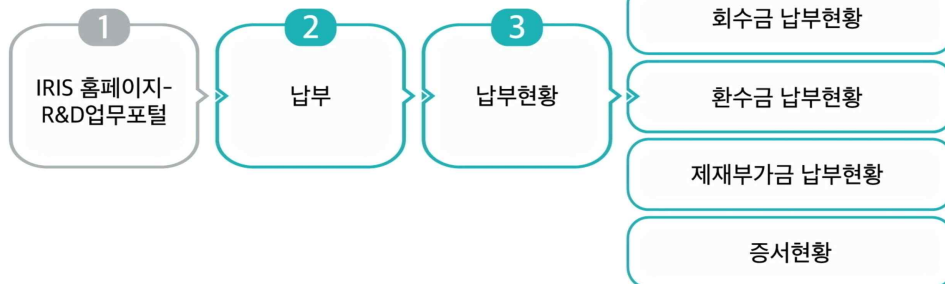 1
IRIS 홈페이지-
R&D업무포털
2
납부
3
납부현황
회수금 납부현황
환수금 납부현황
제재부가금 납부현황
증서현황